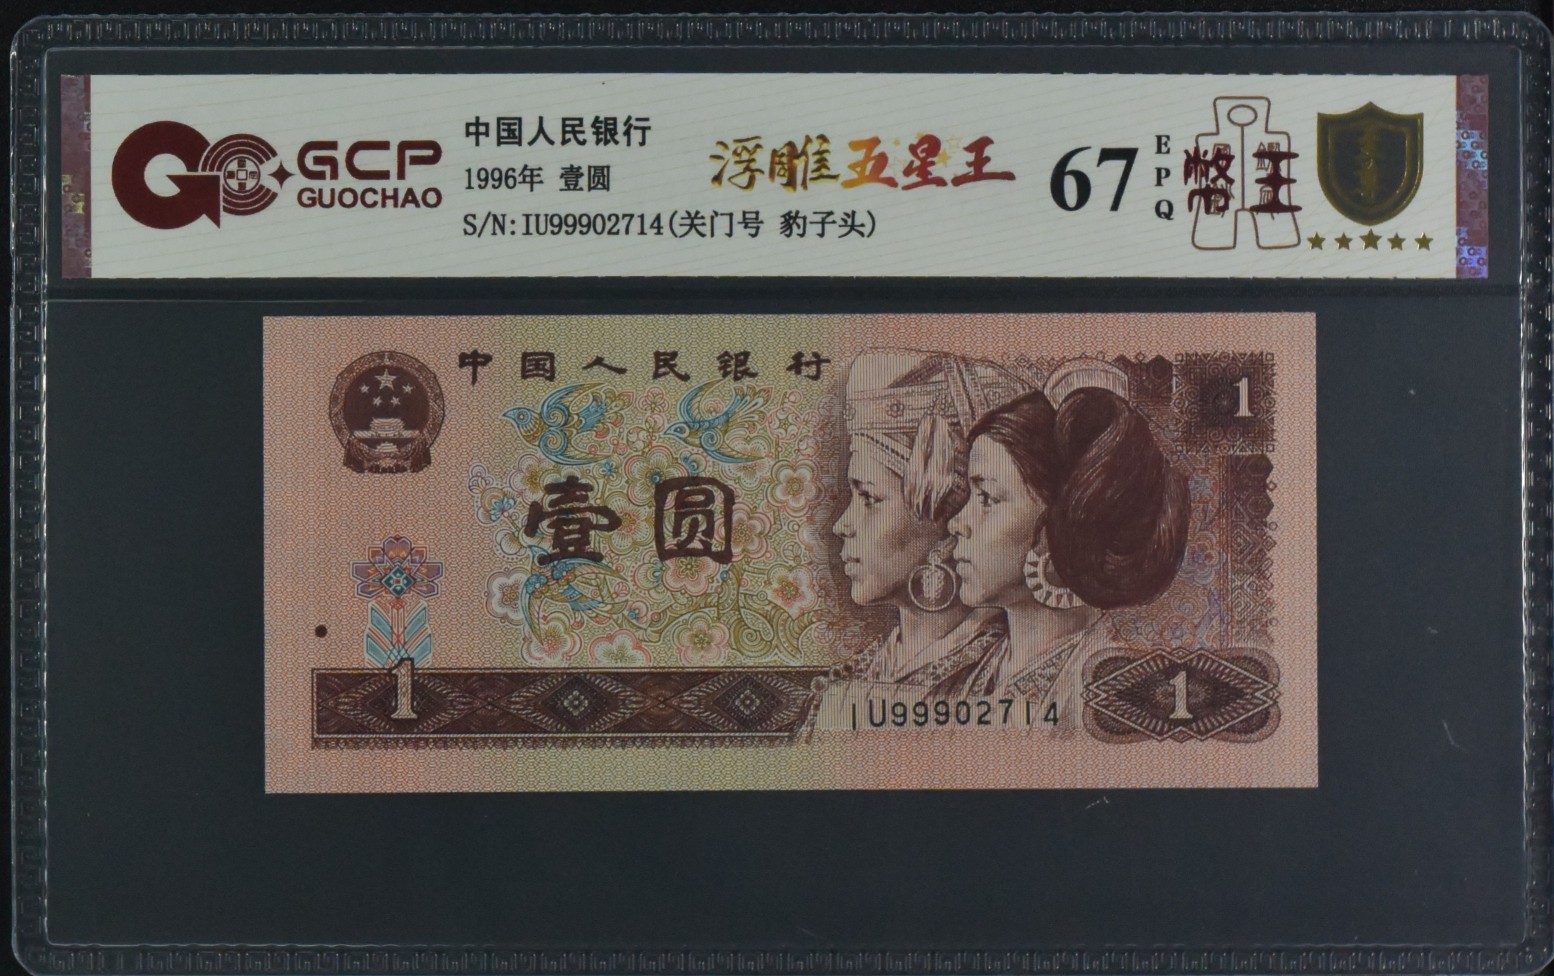 GCP
GUOCHAO
中国人民银行
1996年 壹圆
S/N:IU99902714(关门号 豹子头)
浮雕五星王
67
EPQ
中国人民银行
1
壹圆
1
IU99902714
1